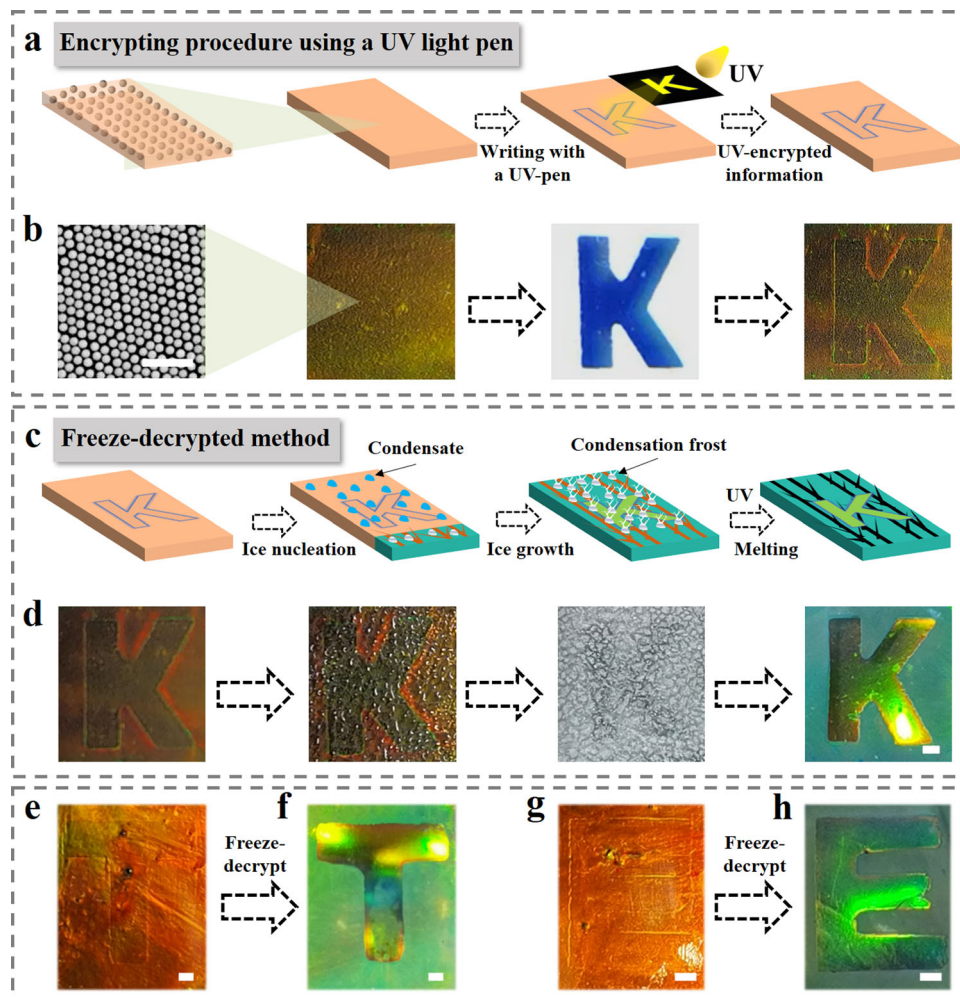 a Encrypting procedure using a UV light pen
UV
Writing with
a UV-pen
UV-encrypted
information
b
K
K
c Freeze-decrypted method
Condensate
Condensation frost
UV
Ice nucleation
Ice growth
Melting
d
K
K
K
e
Freeze-
decrypt
f
T
g
Freeze-
decrypt
h
E